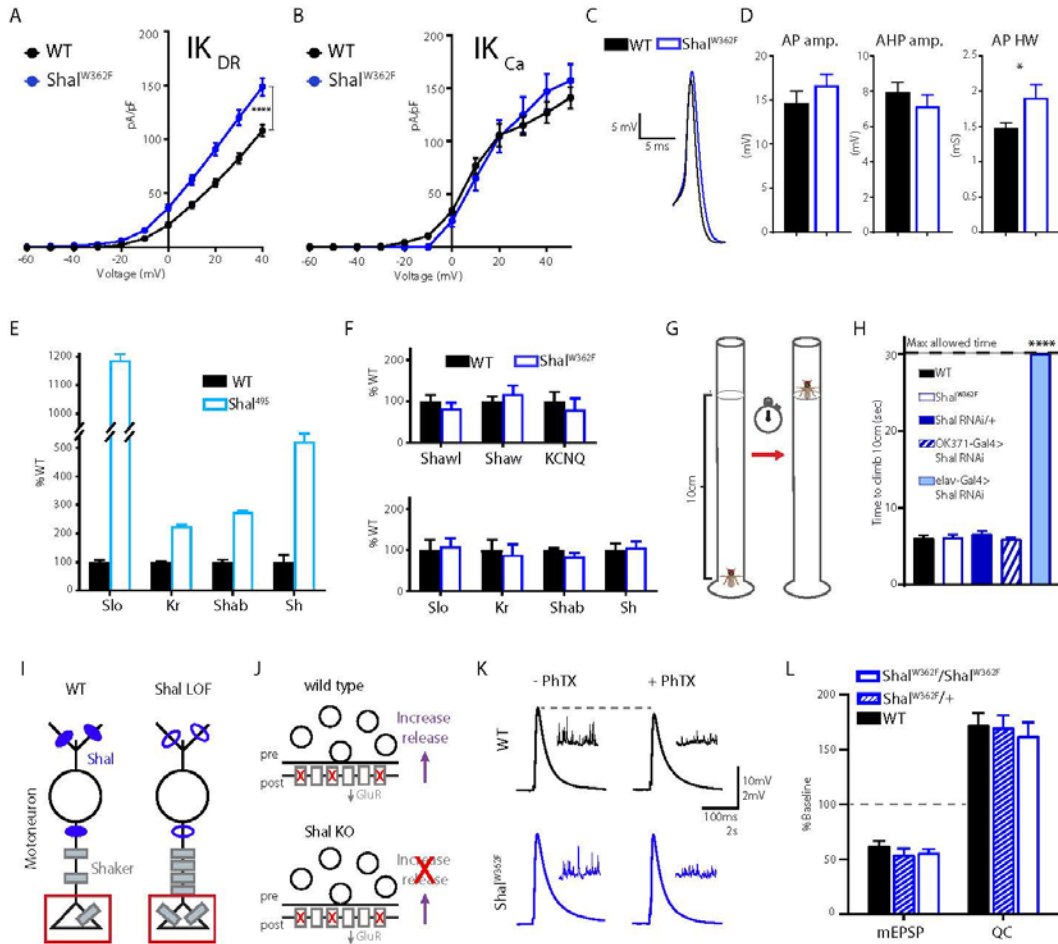 A
WT
Shal^W362F
IK DR
pA/pF
200
150
100
50
****
-60 -40 -20 0 20 40
Voltage (mV)
B
WT
Shal^W362F
IK Ca
pA/pF
200
150
100
50
-60 -40 -20 0 20 40
Voltage (mV)
C
WT
Shal^W362F
5 mV
5 ms
D
AP amp.
AHP amp.
AP HW
20
15
10
5
0
(mV)
10
8
6
4
2
0
(mV)
2.5
2
1.5
1
0.5
0
(mS)
*
E
WT
Shal^495
% WT
1200
1100
500
400
300
200
100
0
Slo Kr Shab Sh
F
WT
Shal^W362F
% WT
200
100
0
Shawl Shaw KCNQ
% WT
200
100
0
Slo Kr Shab Sh
G
10cm
H
Max allowed time
****
WT
Shal^W362F
Shal RNAi/+
OK371-Gal4>
Shal RNAi
elav-Gal4>
Shal RNAi
Time to climb 10cm (sec)
30
20
10
0
I
WT
Shal LOF
Shal
Shaker
Motoneuron
J
wild type
Increase
release
pre
post
GluR
Shal KO
Increase
release
pre
post
GluR
K
- PhTX
+ PhTX
WT
Shal^W362F
10mV
2mV
100ms
2s
L
Shal^W362F/Shal^W362F
Shal^W362F/+
WT
%Baseline
200
150
100
50
0
mEPSP QC